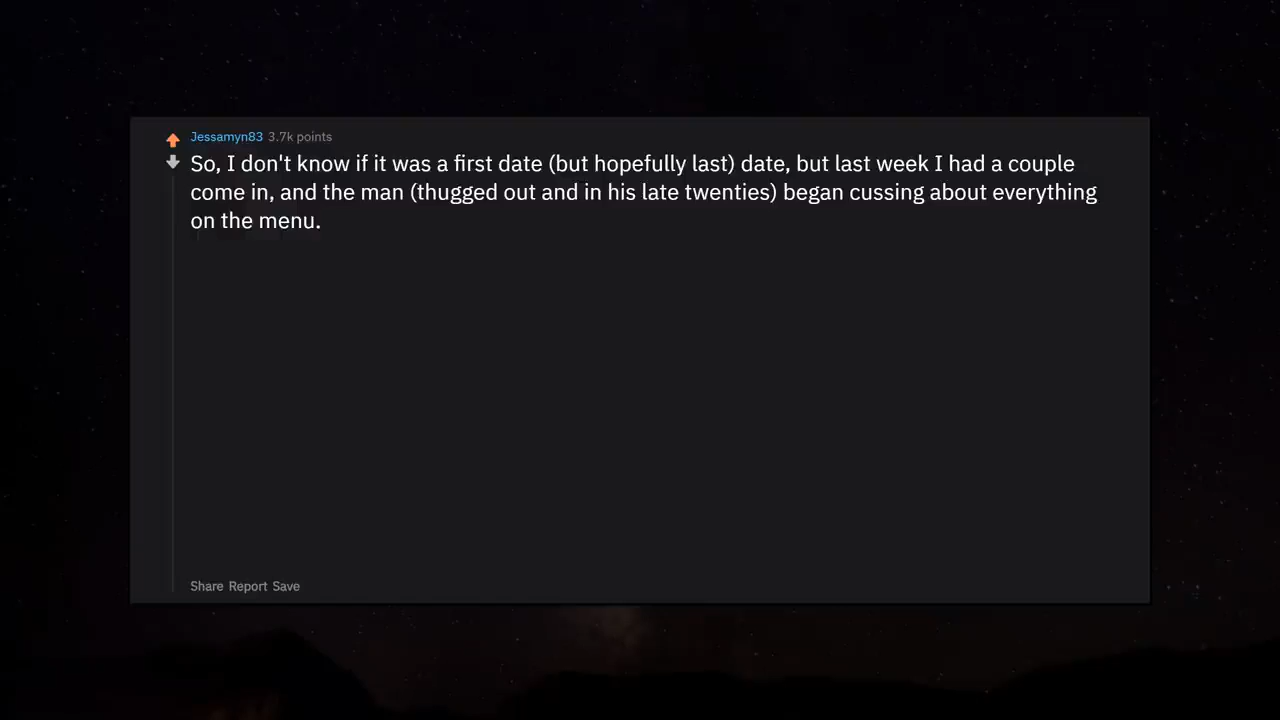 Jessamyn83 3.7k points
So, I don't know if it was a first date (but hopefully last) date, but last week I had a couple
come in, and the man (thugged out and in his late twenties) began cussing about everything
on the menu.
Share Report Save